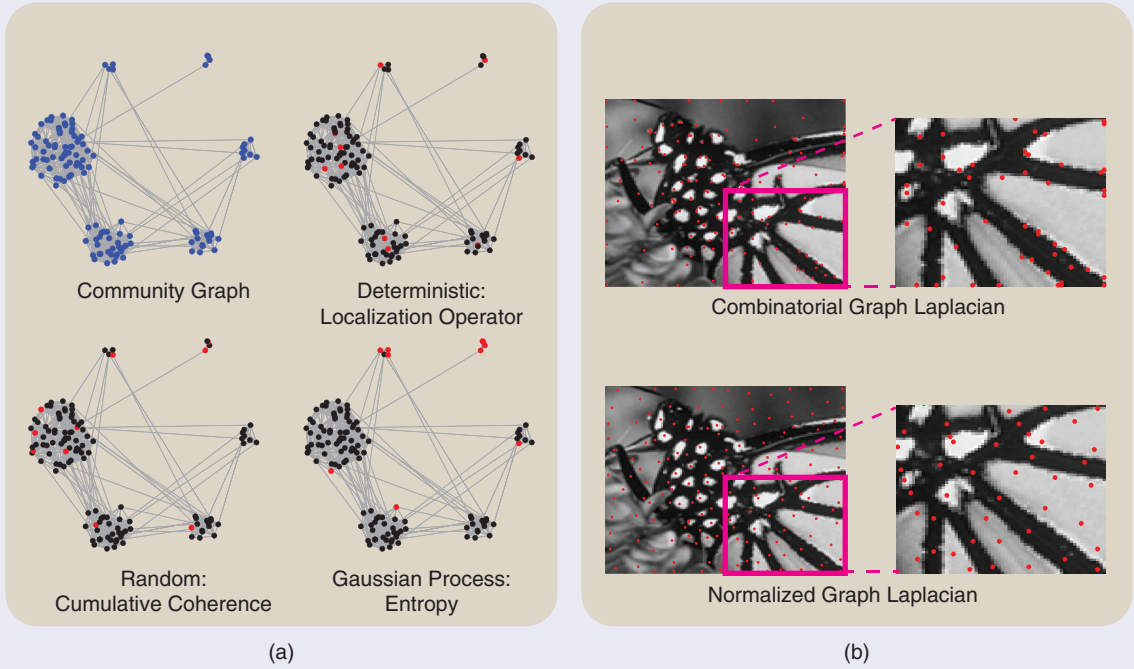 Community Graph
Deterministic:
Localization Operator
Random:
Cumulative Coherence
Gaussian Process:
Entropy
(a)
Combinatorial Graph Laplacian
Normalized Graph Laplacian
(b)